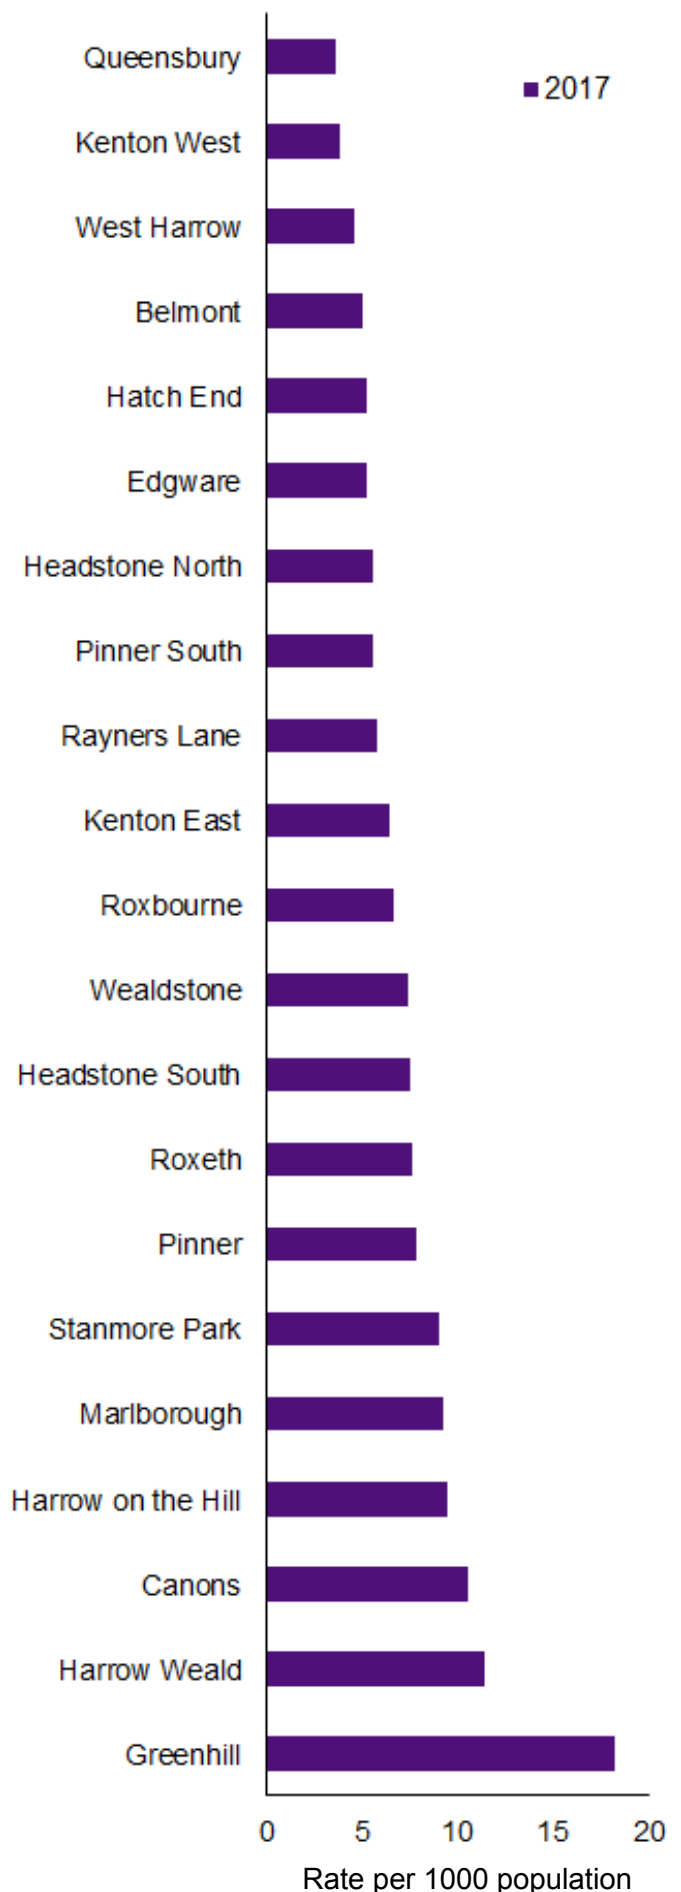 Queensbury
2017
Kenton West
West Harrow
Belmont
Hatch End
Edgware
Headstone North
Pinner South
Rayners Lane
Kenton East
Roxbourne
Wealdstone
Headstone South
Roxeth
Pinner
Stanmore Park
Marlborough
Harrow on the Hill
Canons
Harrow Weald
Greenhill
0 5 10 15 20
Rate per 1000 population